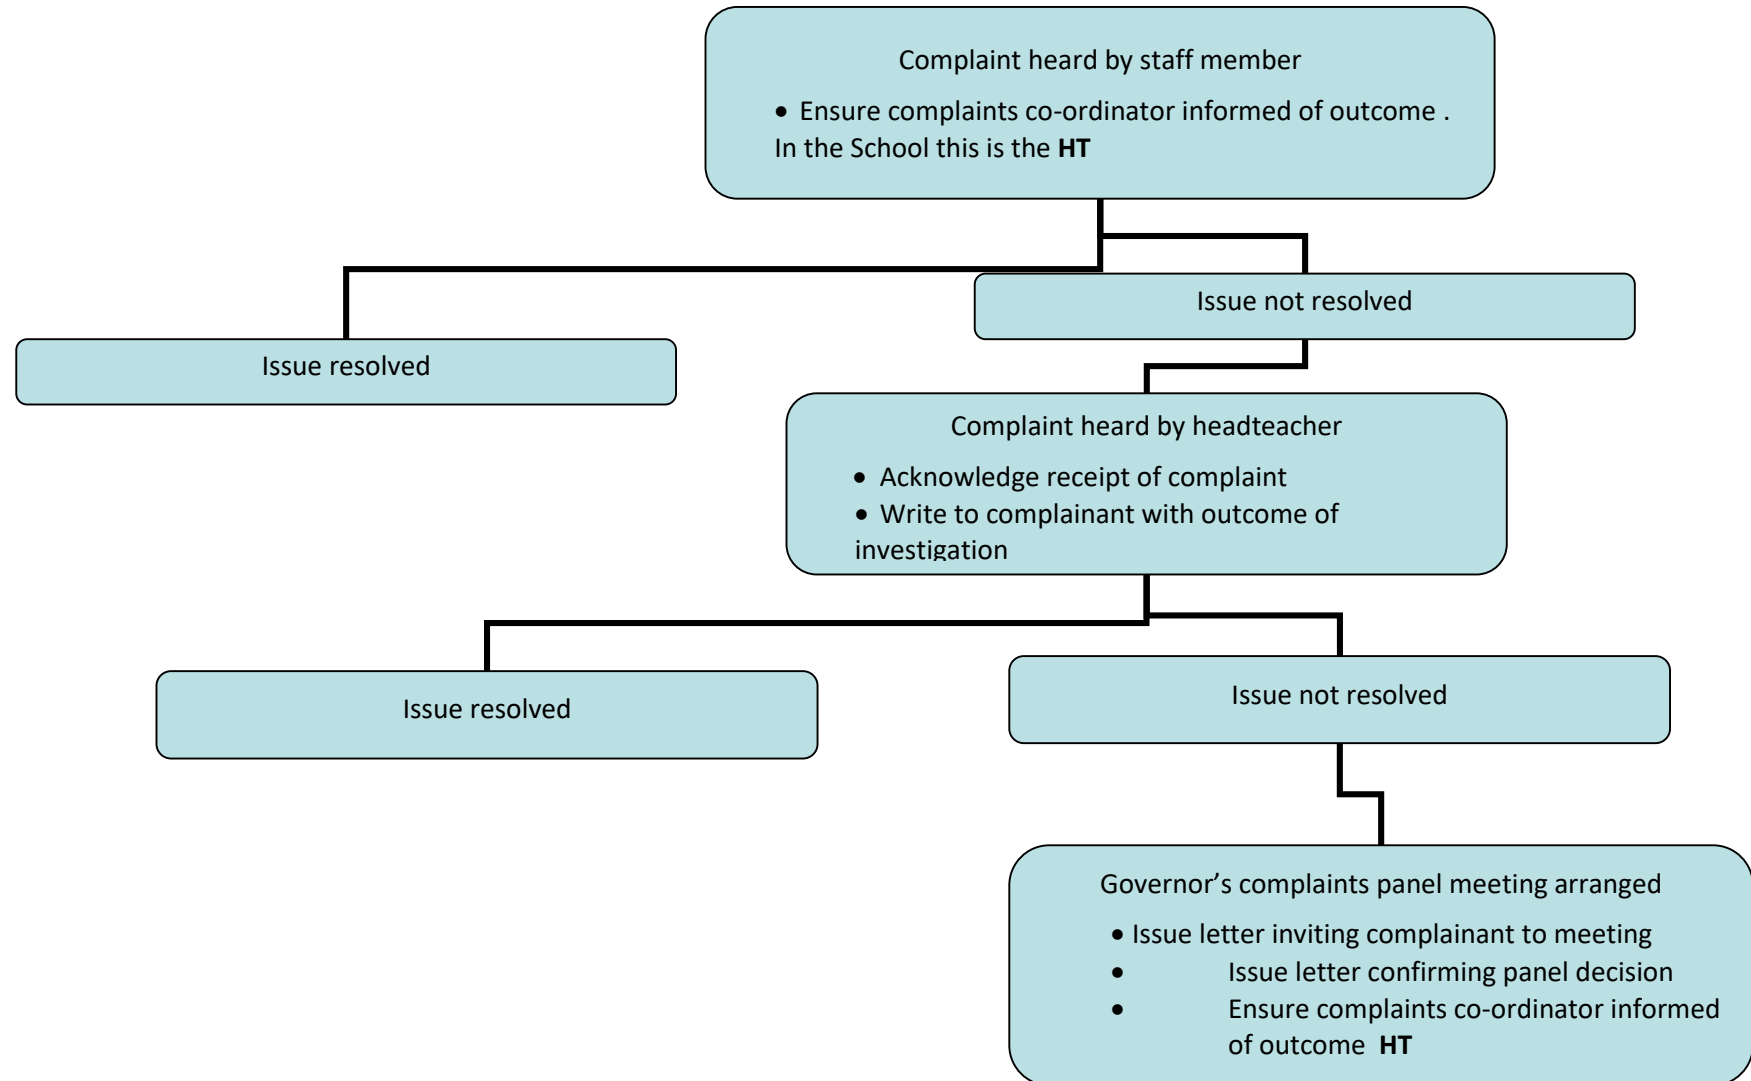 Complaint heard by staff member
• Ensure complaints co-ordinator informed of outcome .
In the School this is the HT
Issue not resolved
Issue resolved
Complaint heard by headteacher
• Acknowledge receipt of complaint
• Write to complainant with outcome of
investigation
Issue not resolved
Issue resolved
Governor’s complaints panel meeting arranged
• Issue letter inviting complainant to meeting
• Issue letter confirming panel decision
• Ensure complaints co-ordinator informed
of outcome HT